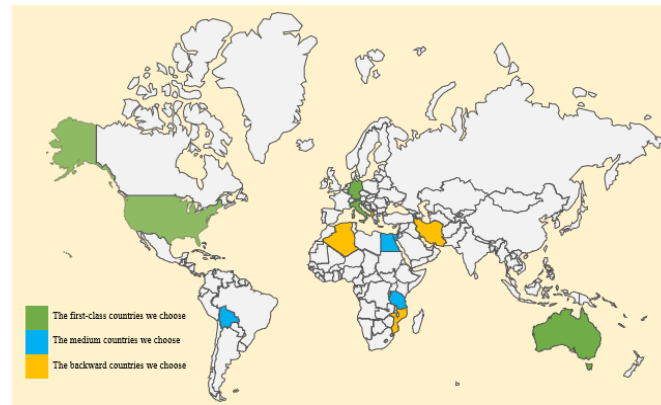 The first-class countries we choose
The medium countries we choose
The backward countries we choose